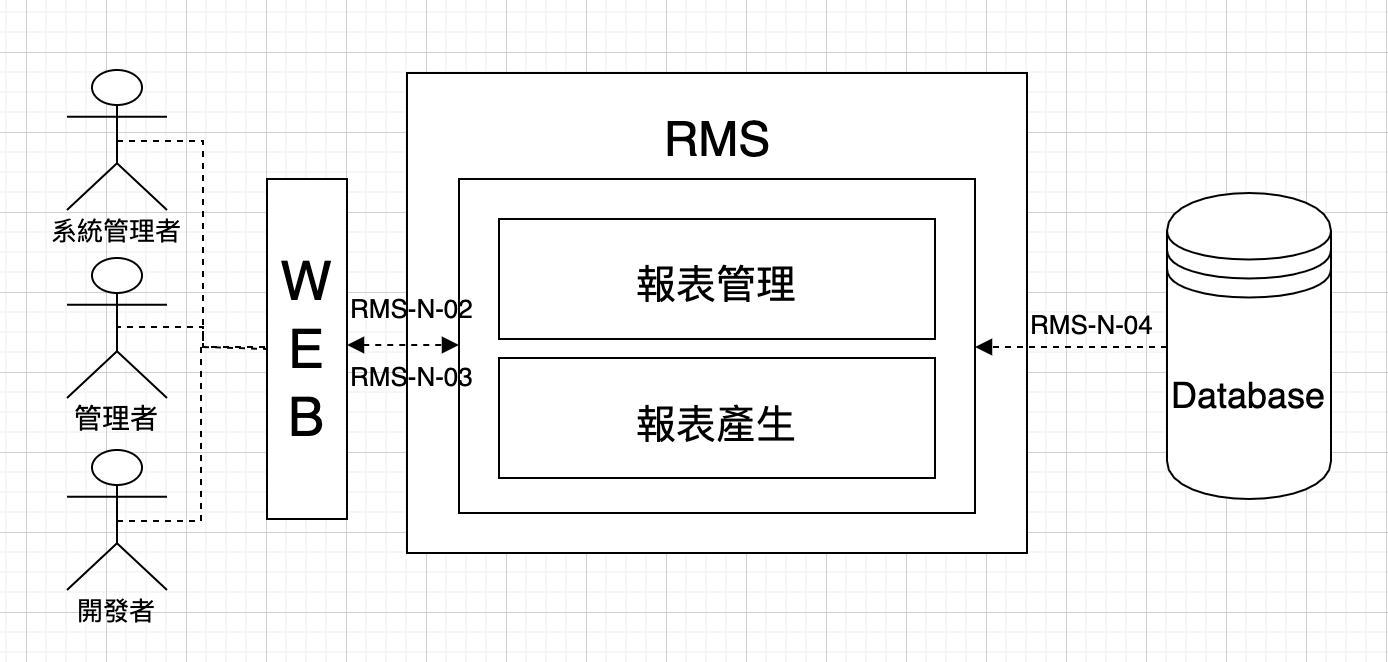 RMS
系統管理者
管理者
開發者
W
E
B
RMS-N-02
RMS-N-03
報表管理
報表產生
RMS-N-04
Database